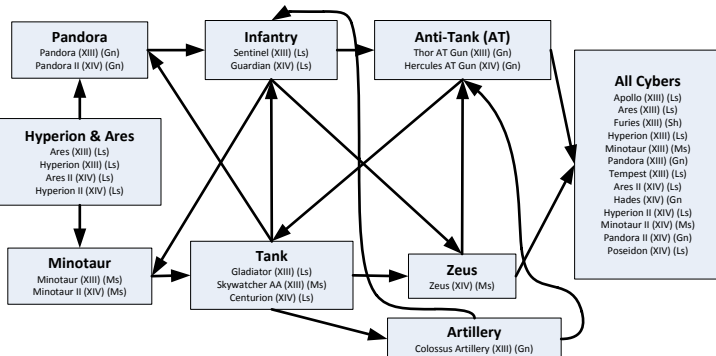 Pandora
Pandora (XIII) (Gn)
Pandora II (XIV) (Gn)
Infantry
Sentinel (XIII) (Ls)
Guardian (XIV) (Ls)
Anti-Tank (AT)
Thor AT Gun (XIII) (Gn)
Hercules AT Gun (XIV) (Gn)
All Cybers
Apollo (XIII) (Ls)
Ares (XIII) (Ls)
Furies (XIII) (Sh)
Hyperion (XIII) (Ls)
Minotaur (XIII) (Ms)
Pandora (XIII) (Gn)
Tempest (XIII) (Ls)
Ares II (XIV) (Ls)
Hades (XIV) (Gn
Hyperion II (XIV) (Ls)
Minotaur II (XIV) (Ms)
Pandora II (XIV) (Gn)
Poseidon (XIV) (Ls)
Hyperion & Ares
Ares (XIII) (Ls)
Hyperion (XIII) (Ls)
Ares II (XIV) (Ls)
Hyperion II (XIV) (Ls)
Minotaur
Minotaur (XIII) (Ms)
Minotaur II (XIV) (Ms)
Tank
Gladiator (XIII) (Ls)
Skywatcher AA (XIII) (Ms)
Centurion (XIV) (Ls)
Zeus
Zeus (XIV) (Ms)
Artillery
Colossus Artillery (XIII) (Gn)